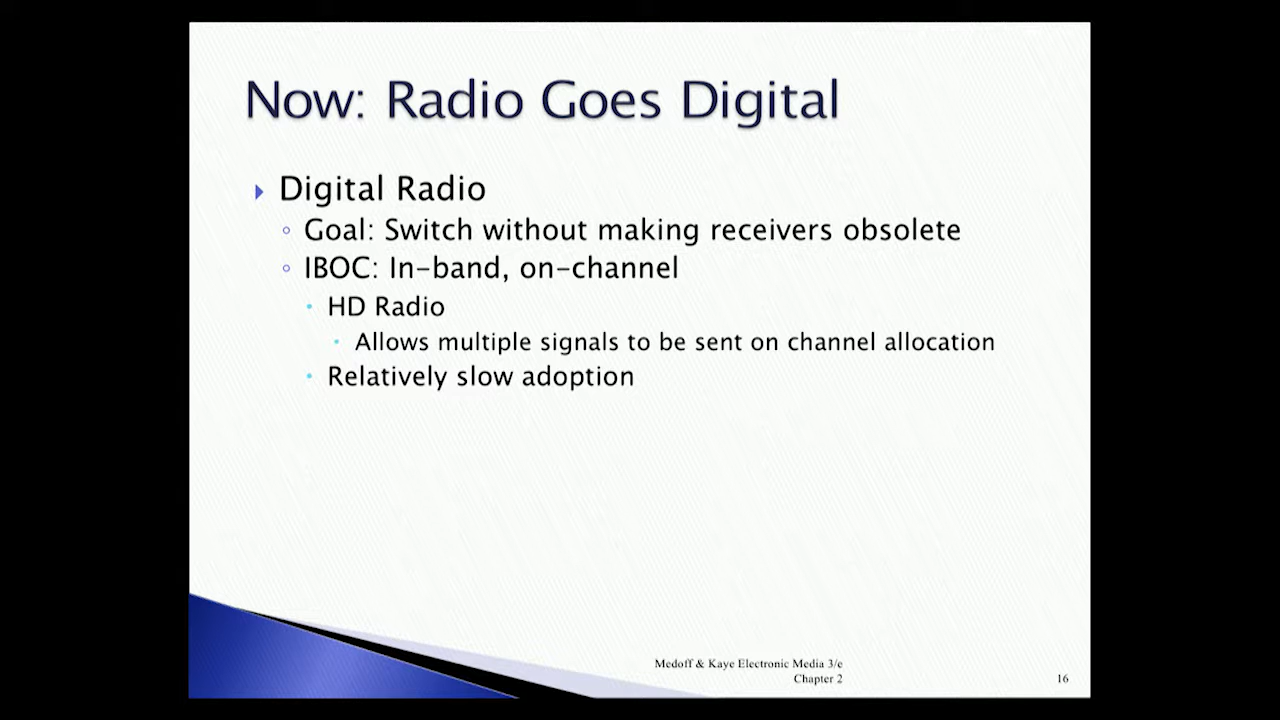 Now: Radio Goes Digital
Digital Radio
Goal: Switch without making receivers obsolete
IBOC: In-band, on-channel
HD Radio
Allows multiple signals to be sent on channel allocation
Relatively slow adoption
Medoff & Kaye Electronic Media 3/e
Chapter 2
16